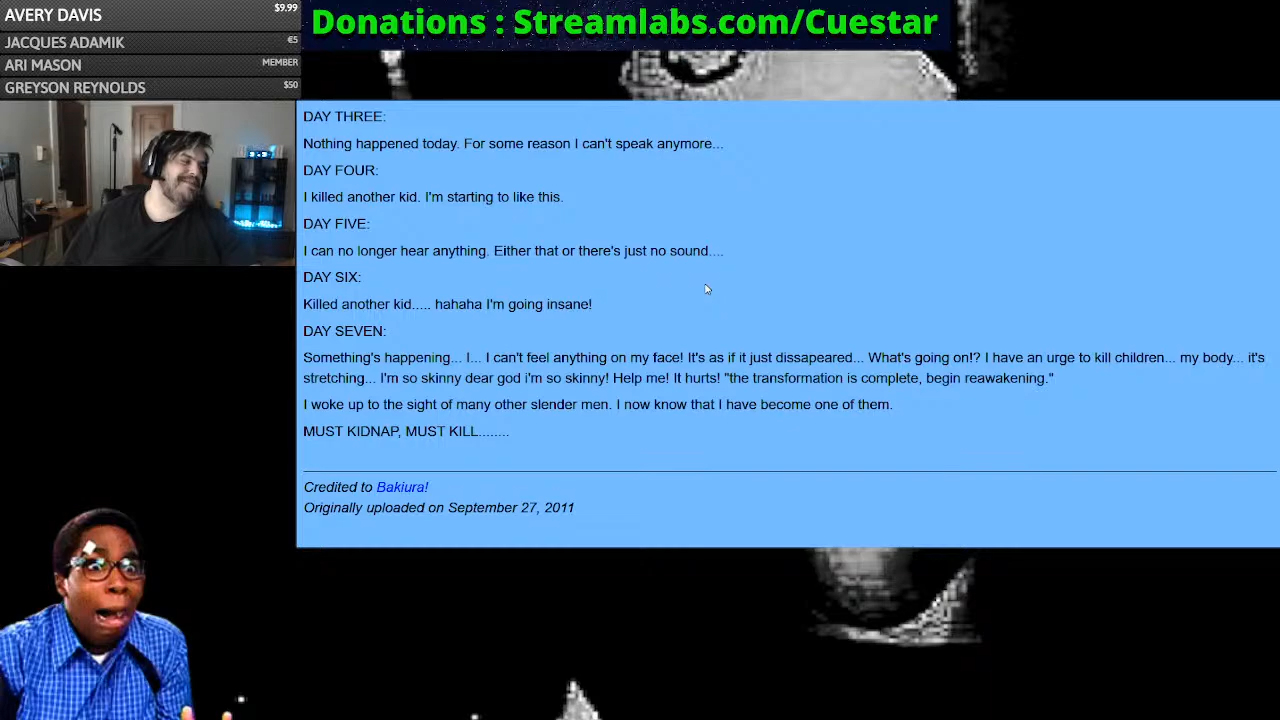 AVERY DAVIS $9.99
JACQUES ADAMIK €5
ARI MASON MEMBER
GREYSON REYNOLDS $50
Donations : Streamlabs.com/Cuestar
DAY THREE:
Nothing happened today. For some reason I can't speak anymore...
DAY FOUR:
I killed another kid. I'm starting to like this.
DAY FIVE:
I can no longer hear anything. Either that or there's just no sound....
DAY SIX:
Killed another kid..... hahaha I'm going insane!
DAY SEVEN:
Something's happening... I... I can't feel anything on my face! It's as if it just dissapeared... What's going on!? I have an urge to kill children... my body... it's
stretching... I'm so skinny dear god i'm so skinny! Help me! It hurts! "the transformation is complete, begin reawakening."
I woke up to the sight of many other slender men. I now know that I have become one of them.
MUST KIDNAP, MUST KILL........
Credited to Bakiura!
Originally uploaded on September 27, 2011